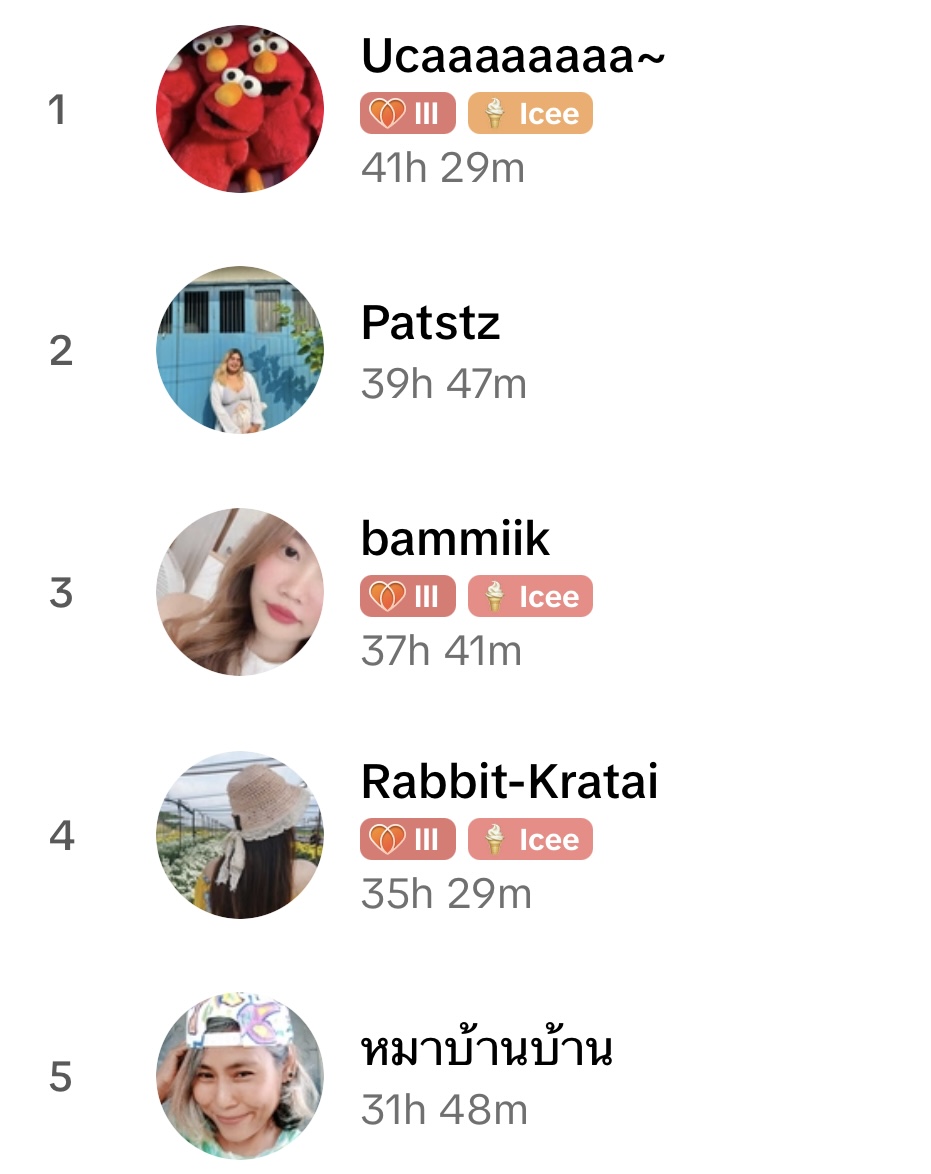 1
Ucaaaaaaaa~
III Icee
41h 29m
2
Patstz
39h 47m
3
bammiik
III Icee
37h 41m
4
Rabbit-Kratai
III Icee
35h 29m
5
หมาบ้านบ้าน
31h 48m